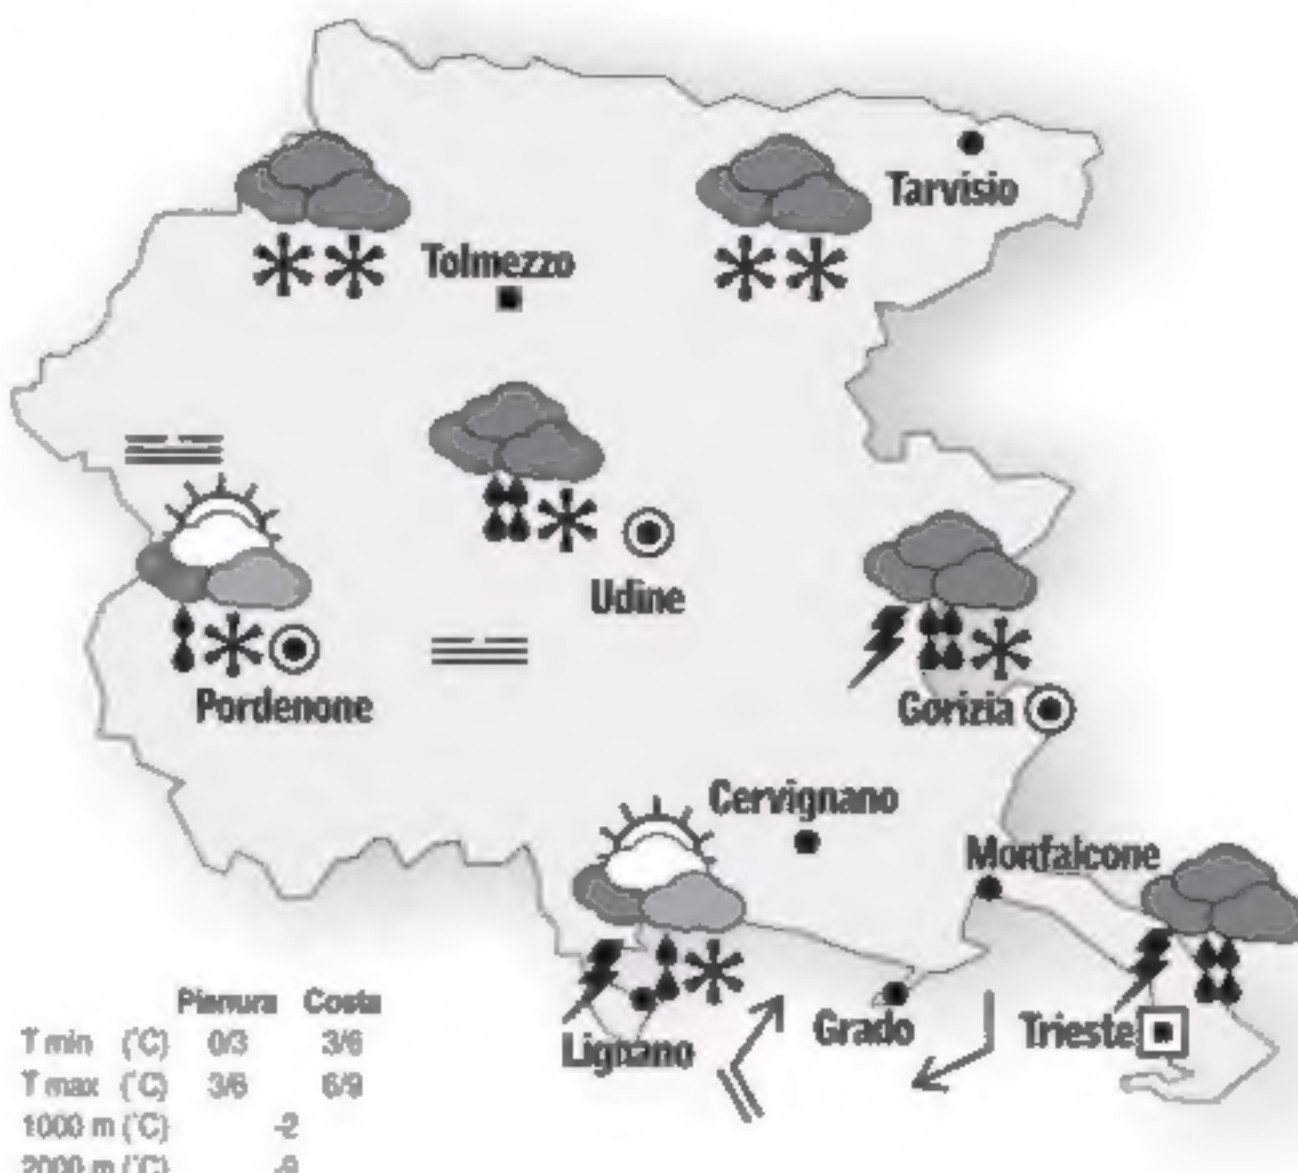 Tarvisio
Tolmezzo
Udine
Pordenone
Gorizia
Cervignano
Monfalcone
Lignano
Grado
Trieste
Pianura Costa
T min (°C) 0/3 3/6
T max (°C) 3/6 6/9
1000 m (°C) -2
2000 m (°C)